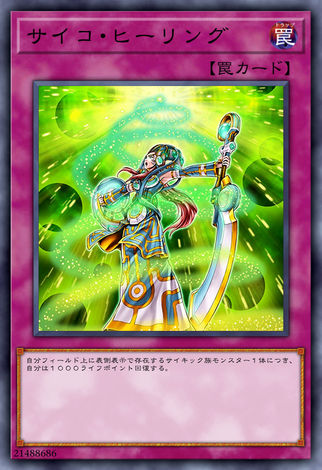 サイコ・ヒーリング
トラップ
罠
【罠カード】
自分フィールド上に表側表示で存在するサイキック族モンスター１体につき、
自分は１０００ライフポイント回復する。
21488686